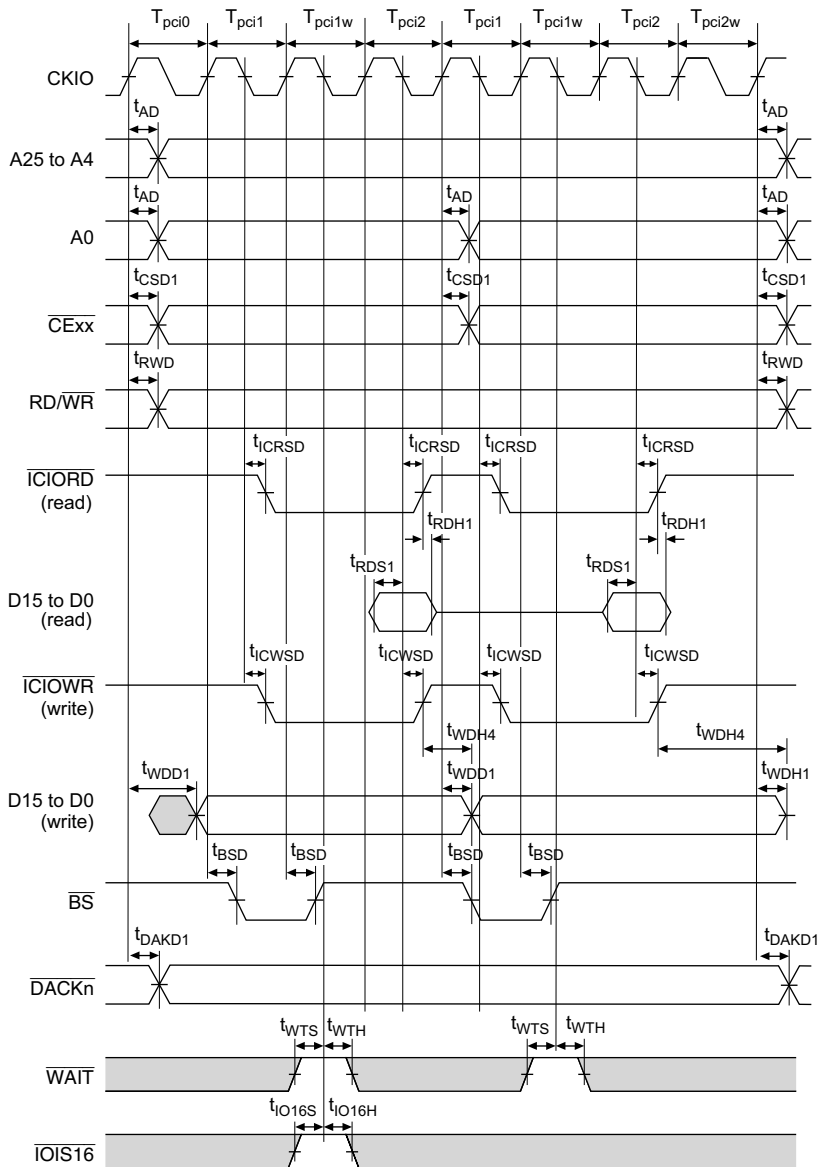 Tpci0 Tpci1 Tpci1w Tpci2 Tpci1 Tpci1w Tpci2 Tpci2w
CKIO
tAD tAD
A25 to A4
tAD tAD tAD
A0
tCSD1 tCSD1 tCSD1
CExx
tRWD tRWD
RD/WR
tICRSD tICRSD tICRSD tICRSD
ICIORD
(read)
tRDH1 tRDH1
tRDS1 tRDS1
D15 to D0
(read)
tICWSD tICWSD tICWSD tICWSD
ICIOWR
(write)
tWDH4 tWDH4
tWDD1 tWDD1 tWDH1
D15 to D0
(write)
tBSD tBSD tBSD tBSD
BS
tDAKD1 tDAKD1
DACKn
tWTS tWTH tWTS tWTH
WAIT
tIO16S tIO16H
IOIS16